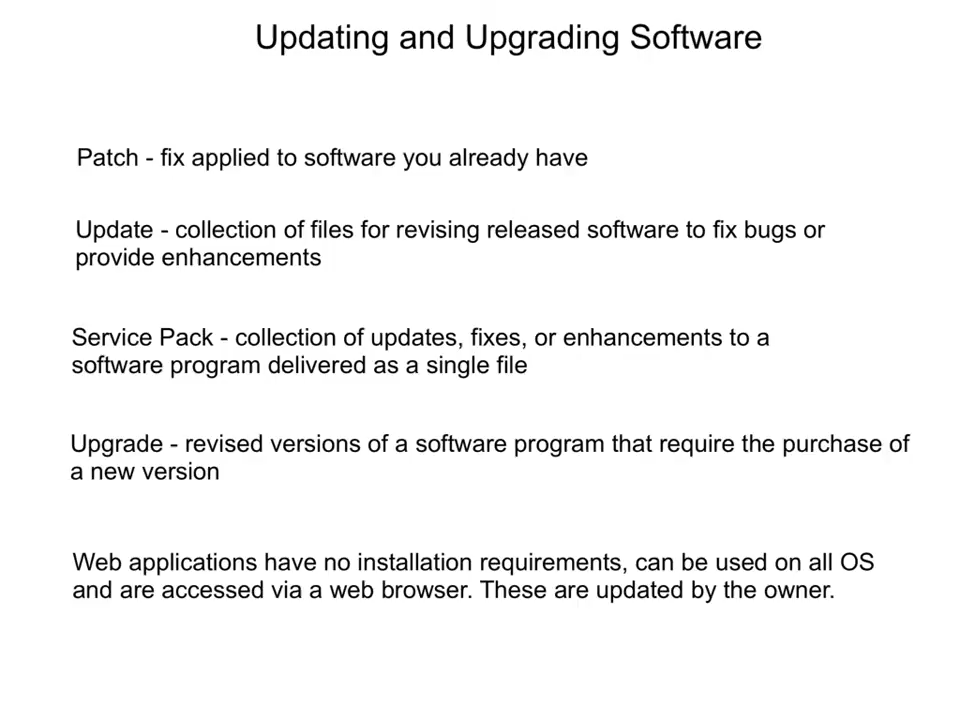 Updating and Upgrading Software
Patch - fix applied to software you already have
Update - collection of files for revising released software to fix bugs or
provide enhancements
Service Pack - collection of updates, fixes, or enhancements to a
software program delivered as a single file
Upgrade - revised versions of a software program that require the purchase of
a new version
Web applications have no installation requirements, can be used on all OS
and are accessed via a web browser. These are updated by the owner.